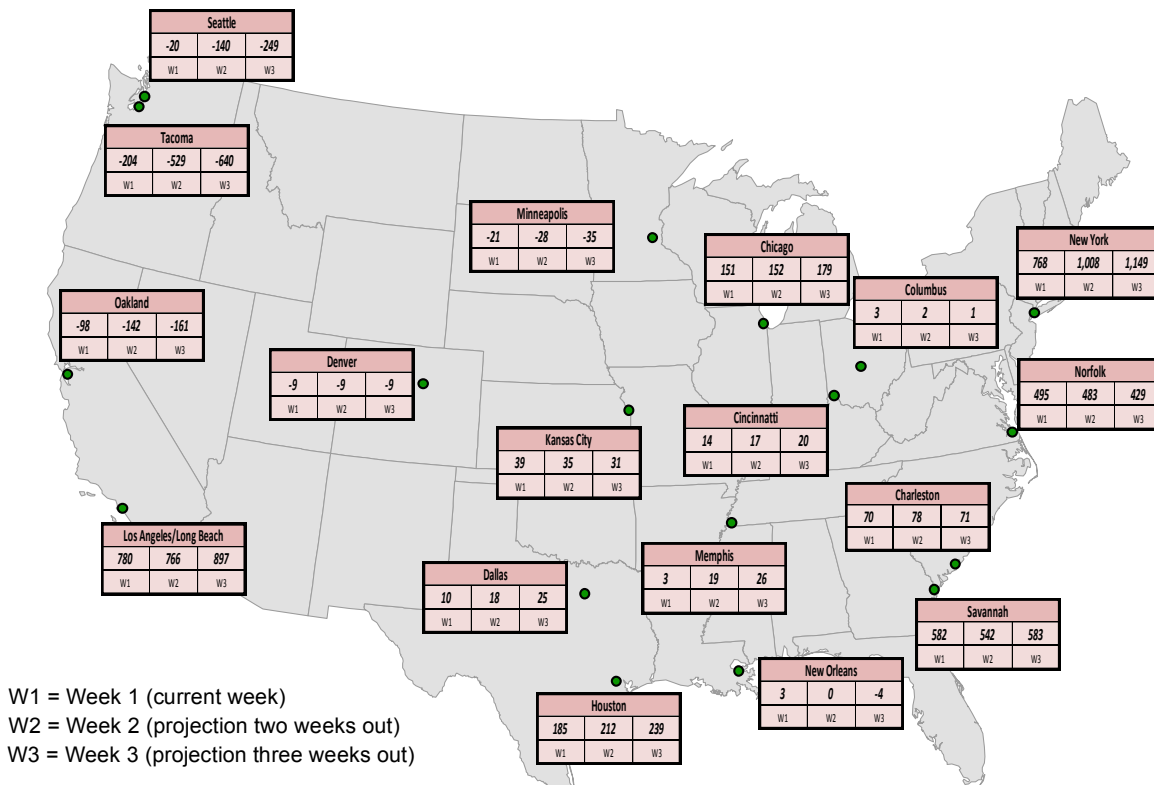 Seattle
-20 -140 -249
W1 W2 W3
Tacoma
-204 -529 -640
W1 W2 W3
Minneapolis
-21 -28 -35
W1 W2 W3
Chicago
151 152 179
W1 W2 W3
New York
768 1,008 1,149
W1 W2 W3
Columbus
3 2 1
W1 W2 W3
Oakland
-98 -142 -161
W1 W2 W3
Denver
-9 -9 -9
W1 W2 W3
Norfolk
495 483 429
W1 W2 W3
Cincinnatti
14 17 20
W1 W2 W3
Kansas City
39 35 31
W1 W2 W3
Charleston
70 78 71
W1 W2 W3
Los Angeles/Long Beach
780 766 897
W1 W2 W3
Memphis
3 19 26
W1 W2 W3
Dallas
10 18 25
W1 W2 W3
Savannah
582 542 583
W1 W2 W3
New Orleans
3 0 -4
W1 W2 W3
Houston
185 212 239
W1 W2 W3
W1 = Week 1 (current week)
W2 = Week 2 (projection two weeks out)
W3 = Week 3 (projection three weeks out)